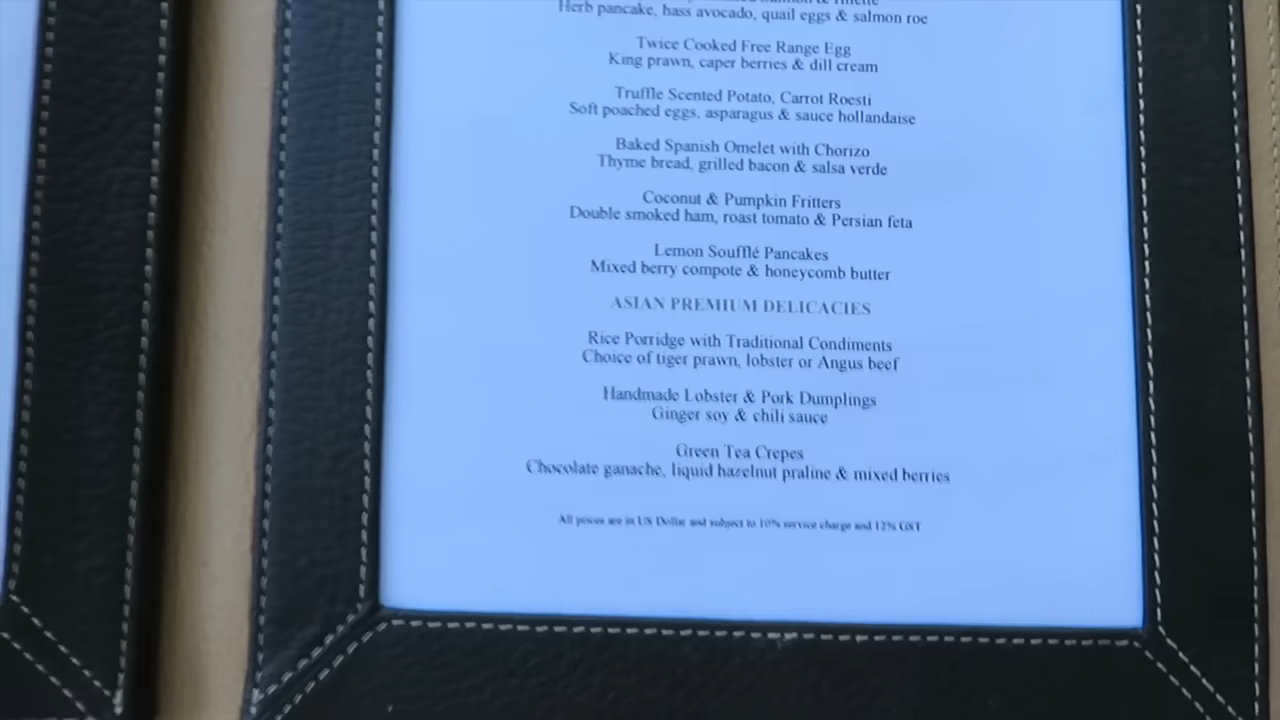 Herb pancake, hass avocado, quail eggs & salmon roe
Twice Cooked Free Range Egg
King prawn, caper berries & dill cream
Truffle Scented Potato, Carrot Roesti
Soft poached eggs, asparagus & sauce hollandaise
Baked Spanish Omelet with Chorizo
Thyme bread, grilled bacon & salsa verde
Coconut & Pumpkin Fritters
Double smoked ham, roast tomato & Persian feta
Lemon Soufflé Pancakes
Mixed berry compote & honeycomb butter
ASIAN PREMIUM DELICACIES
Rice Porridge with Traditional Condiments
Choice of tiger prawn, lobster or Angus beef
Handmade Lobster & Pork Dumplings
Ginger soy & chili sauce
Green Tea Crepes
Chocolate ganache, liquid hazelnut praline & mixed berries
All prices are in US Dollar and subject to 10% service charge and 12% GST